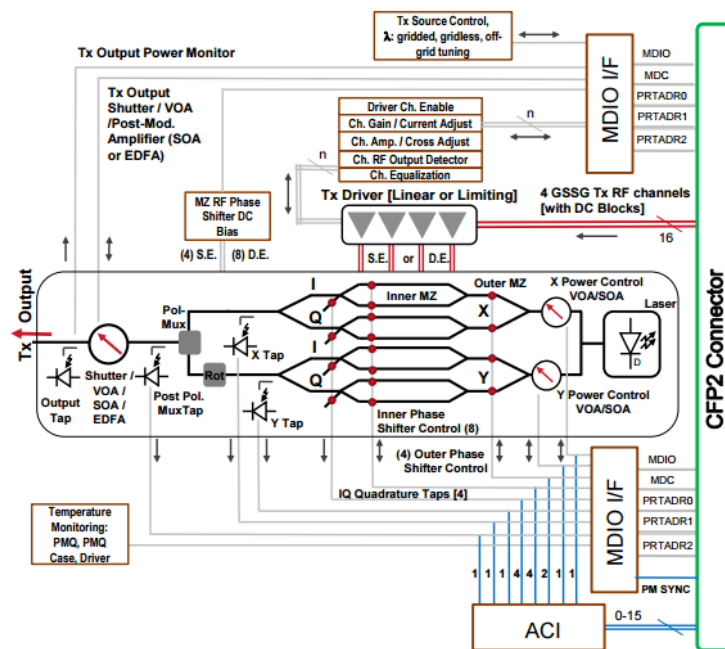 Tx Source Control,
λ: gridded, gridless, off-
grid tuning
Tx Output Power Monitor
Tx Output
Shutter / VOA
/Post-Mod.
Amplifier (SOA
or EDFA)
MDIO I/F
MDIO
MDC
PRTADR0
PRTADR1
PRTADR2
Driver Ch. Enable
Ch. Gain / Current Adjust
Ch. Amp. / Cross Adjust
Ch. RF Output Detector
Ch. Equalization
n
n
Tx Driver [Linear or Limiting]
4 GSSG Tx RF channels
[with DC Blocks]
16
MZ RF Phase
Shifter DC
Bias
(4) S.E.
(8) D.E.
S.E. or D.E.
CFP2 Connector
Tx Output
Pol-
Mux
I
Q
I
Q
Inner MZ
Outer MZ
X
Y
X Power Control
VOA/SOA
Laser
D
Rot
X Tap
Y Tap
Output
Tap
Shutter /
VOA /
SOA /
EDFA
Post Pol.
MuxTap
Inner Phase
Shifter Control (8)
Y Power Control
VOA/SOA
(4) Outer Phase
Shifter Control
IQ Quadrature Taps [4]
Temperature
Monitoring:
PMQ, PMQ
Case, Driver
MDIO I/F
MDIO
MDC
PRTADR0
PRTADR1
PRTADR2
PM SYNC
1 1 1 4 4 2 1 1
ACI
0-15